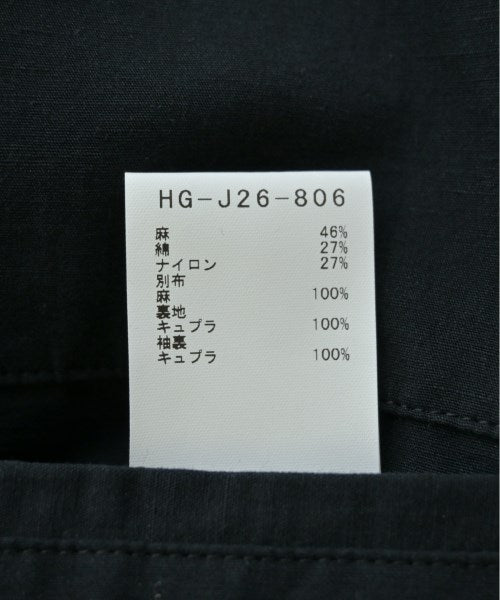 HG-J26-806
麻 46%
綿 27%
ナイロン 27%
別布
麻 100%
裏地
キュプラ 100%
袖裏
キュプラ 100%